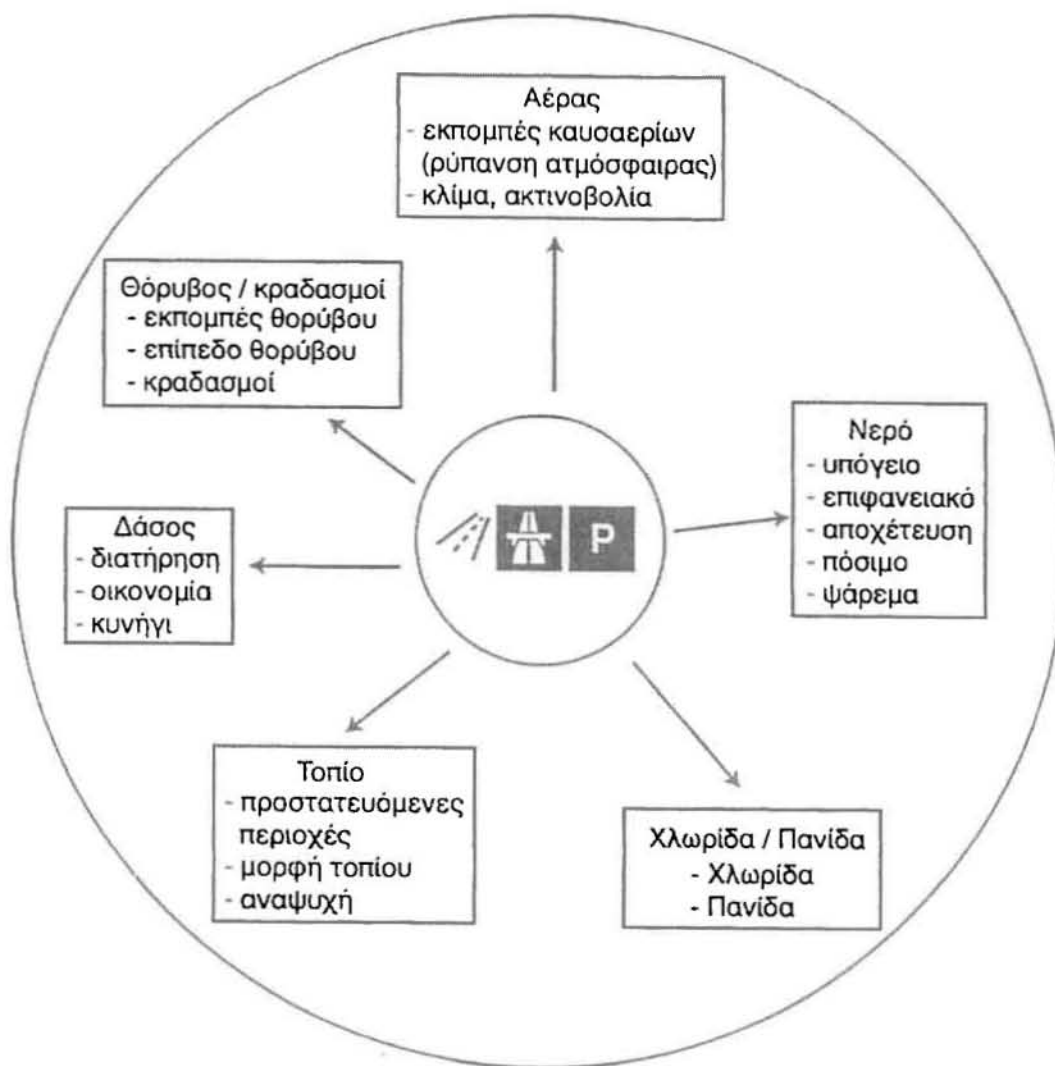 Αέρας
- εκπομπές καυσαερίων
(ρύπανση ατμόσφαιρας)
- κλίμα, ακτινοβολία
Θόρυβος / κραδασμοί
- εκπομπές θορύβου
- επίπεδο θορύβου
- κραδασμοί
Νερό
- υπόγειο
- επιφανειακό
- αποχέτευση
- πόσιμο
- ψάρεμα
Δάσος
- διατήρηση
- οικονομία
- κυνήγι
P
Τοπίο
- προστατευόμενες
περιοχές
- μορφή τοπίου
- αναψυχή
Χλωρίδα / Πανίδα
- Χλωρίδα
- Πανίδα